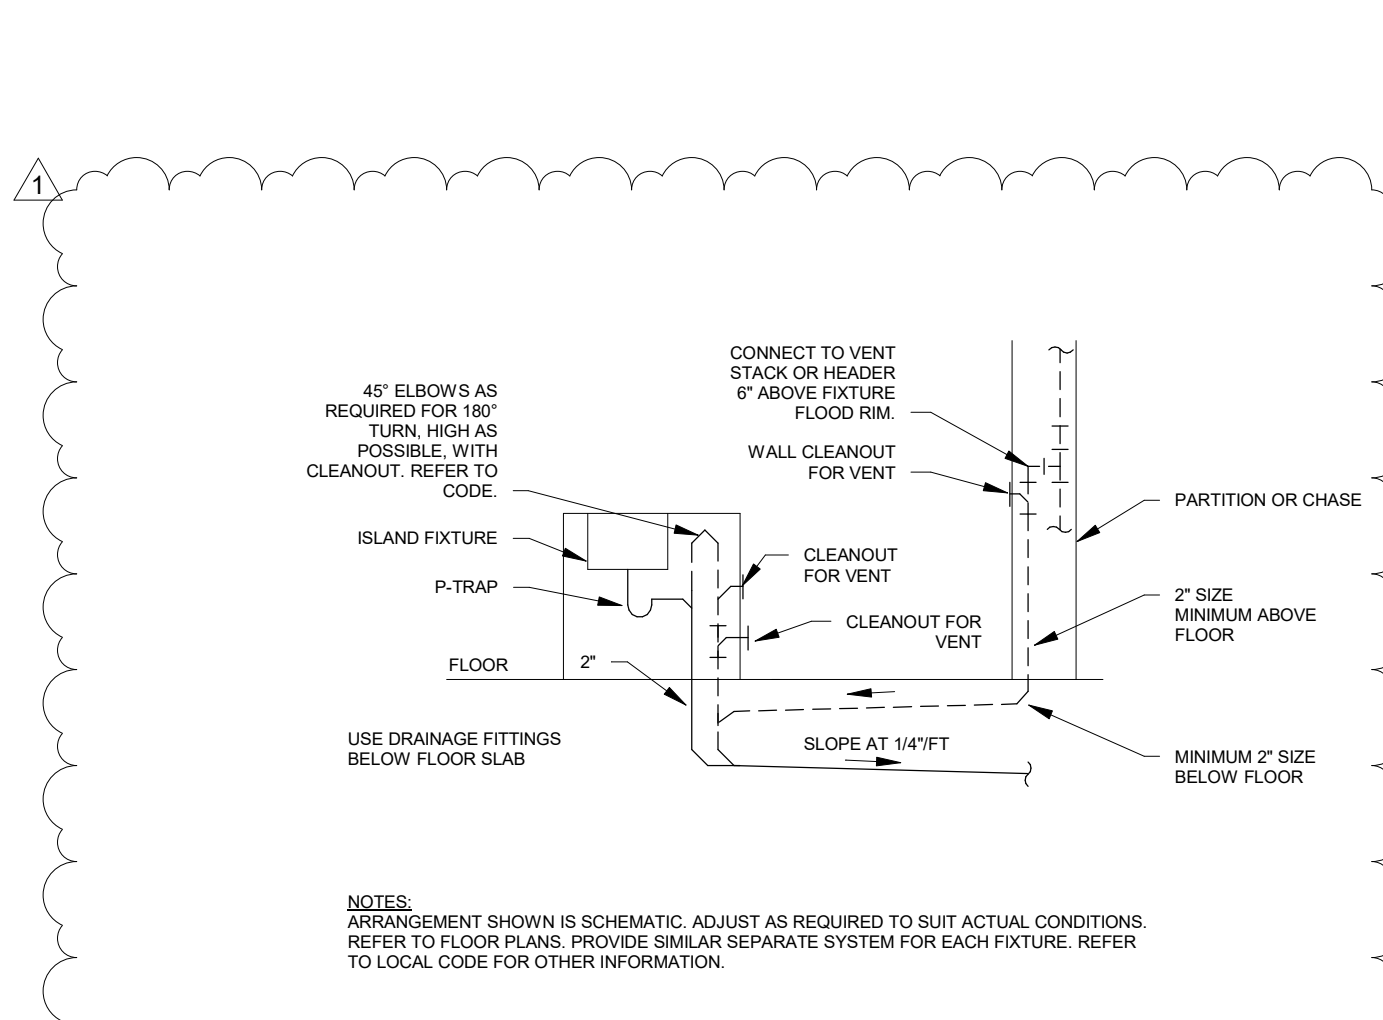 1
CONNECT TO VENT
STACK OR HEADER
6" ABOVE FIXTURE
FLOOD RIM.
45° ELBOWS AS
REQUIRED FOR 180°
TURN, HIGH AS
POSSIBLE, WITH
CLEANOUT. REFER TO
CODE.
WALL CLEANOUT
FOR VENT
PARTITION OR CHASE
ISLAND FIXTURE
CLEANOUT
FOR VENT
P-TRAP
2" SIZE
MINIMUM ABOVE
FLOOR
CLEANOUT FOR
VENT
FLOOR
2"
USE DRAINAGE FITTINGS
BELOW FLOOR SLAB
SLOPE AT 1/4"/FT
MINIMUM 2" SIZE
BELOW FLOOR
NOTES:
ARRANGEMENT SHOWN IS SCHEMATIC. ADJUST AS REQUIRED TO SUIT ACTUAL CONDITIONS.
REFER TO FLOOR PLANS. PROVIDE SIMILAR SEPARATE SYSTEM FOR EACH FIXTURE. REFER
TO LOCAL CODE FOR OTHER INFORMATION.